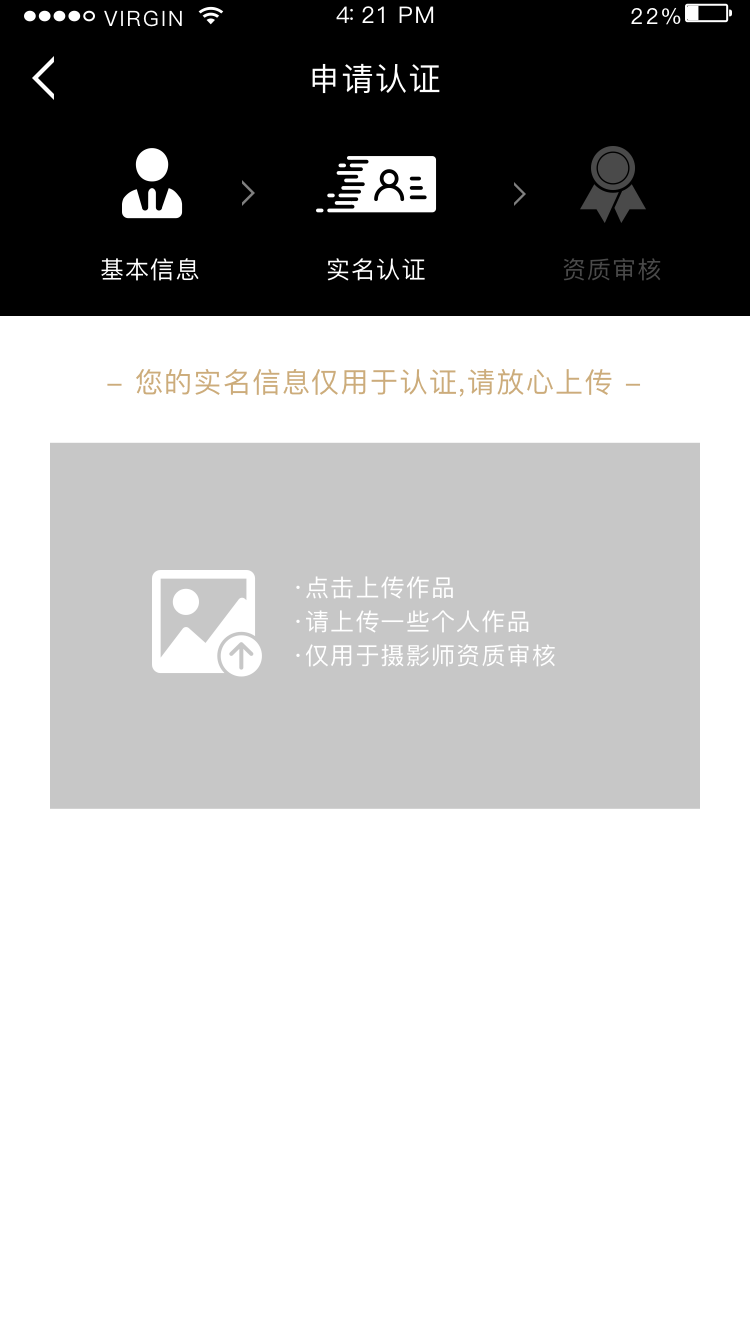 VIRGIN 4:21 PM 22%
申请认证
基本信息 实名认证 资质审核
– 您的实名信息仅用于认证,请放心上传 –
·点击上传作品
·请上传一些个人作品
·仅用于摄影师资质审核